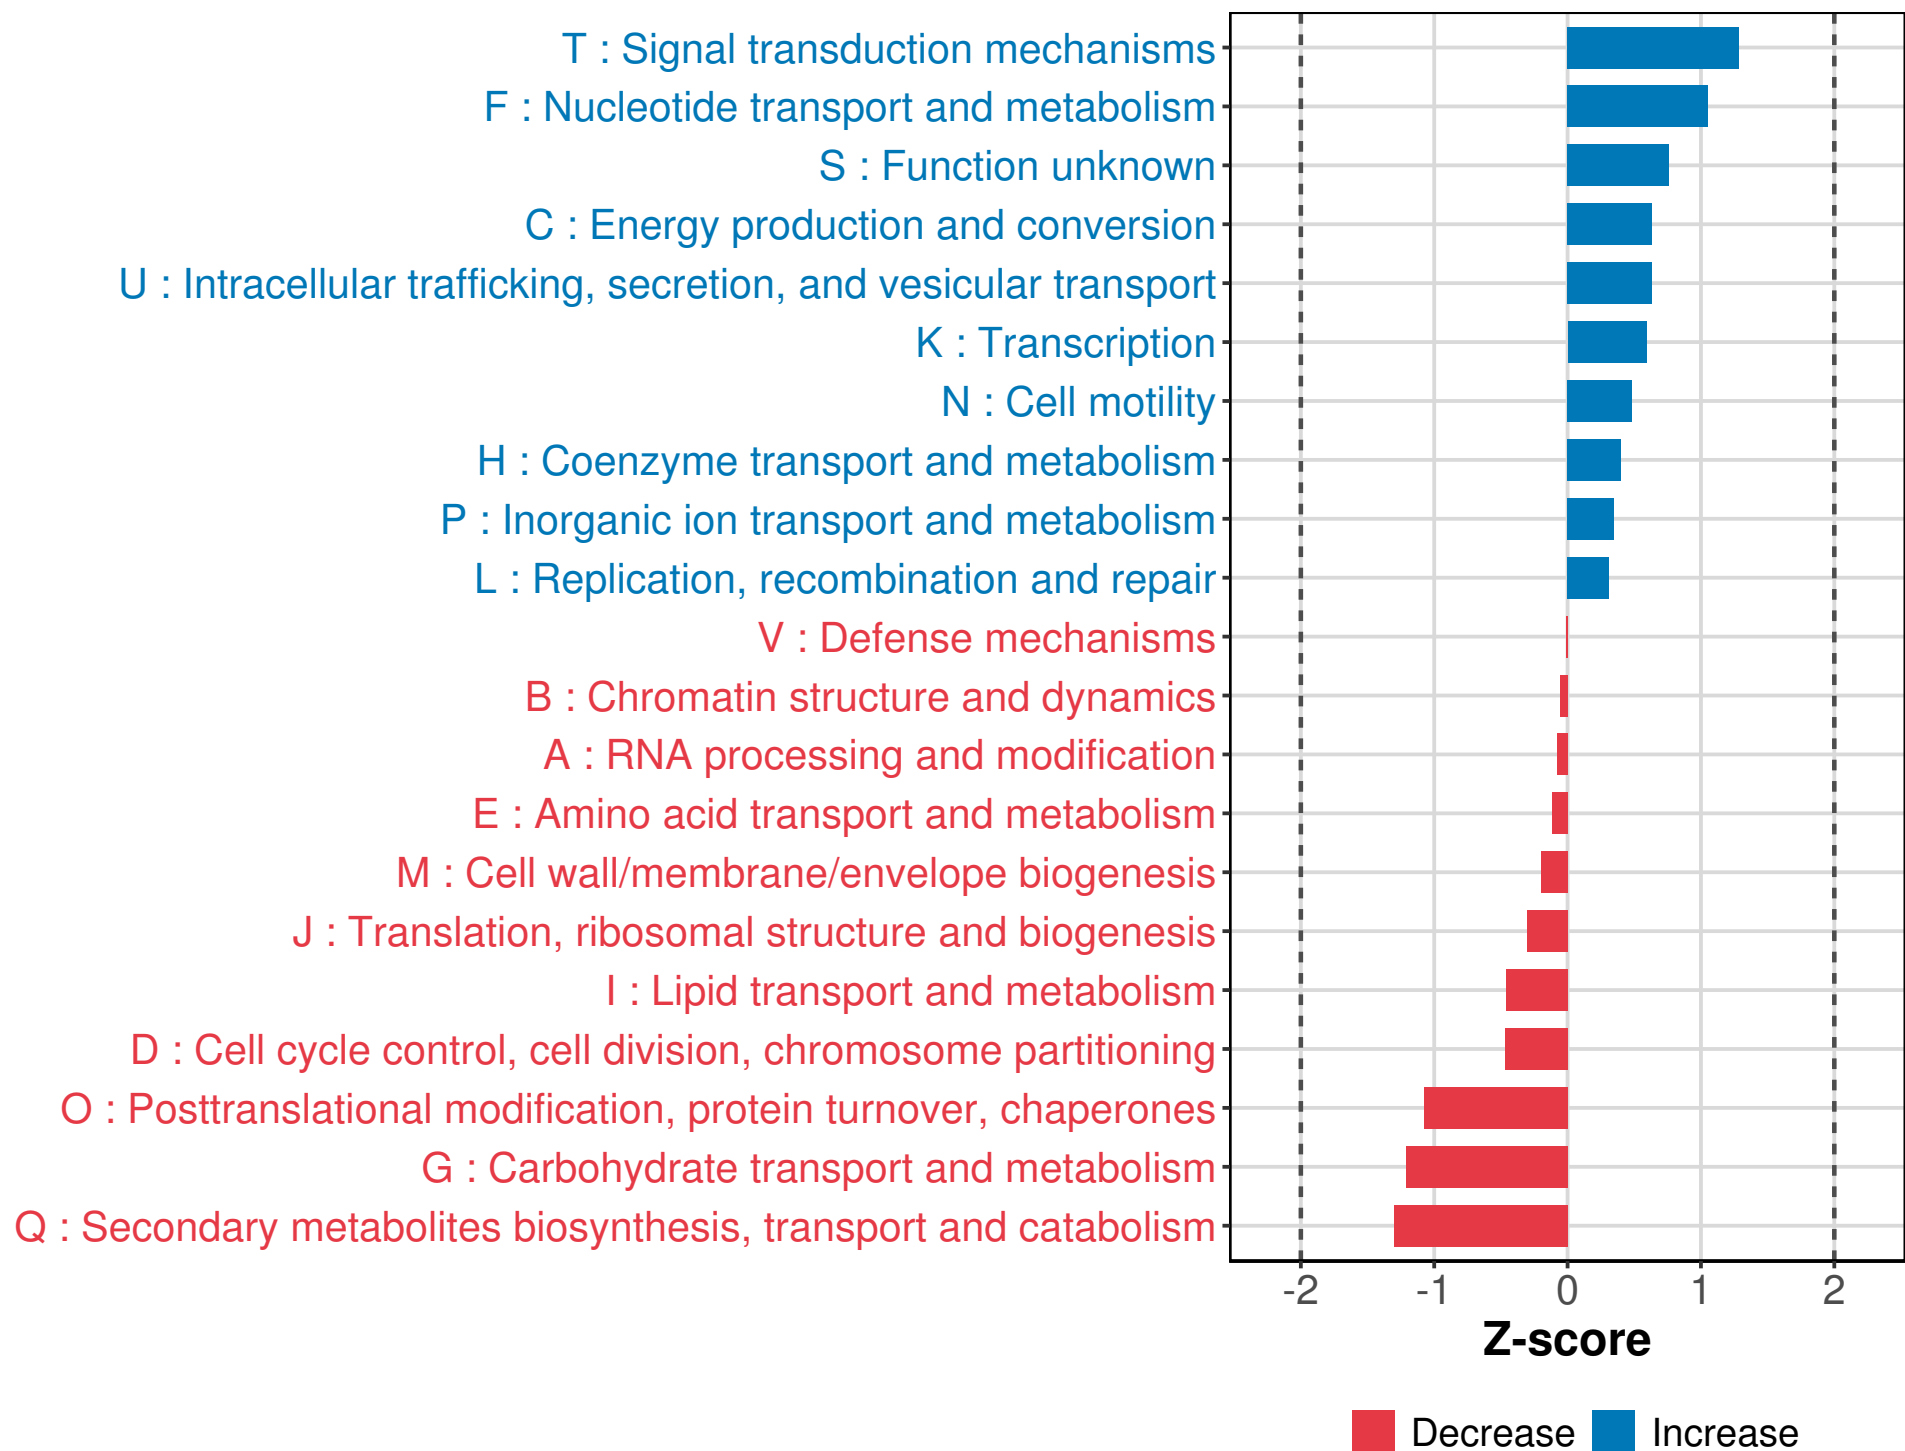 T : Signal transduction mechanisms
F : Nucleotide transport and metabolism
S : Function unknown
C : Energy production and conversion
U : Intracellular trafficking, secretion, and vesicular transport
K : Transcription
N : Cell motility
H : Coenzyme transport and metabolism
P : Inorganic ion transport and metabolism
L : Replication, recombination and repair
V : Defense mechanisms
B : Chromatin structure and dynamics
A : RNA processing and modification
E : Amino acid transport and metabolism
M : Cell wall/membrane/envelope biogenesis
J : Translation, ribosomal structure and biogenesis
I : Lipid transport and metabolism
D : Cell cycle control, cell division, chromosome partitioning
O : Posttranslational modification, protein turnover, chaperones
G : Carbohydrate transport and metabolism
Q : Secondary metabolites biosynthesis, transport and catabolism
-2 -1 0 1 2
Z-score
Decrease Increase